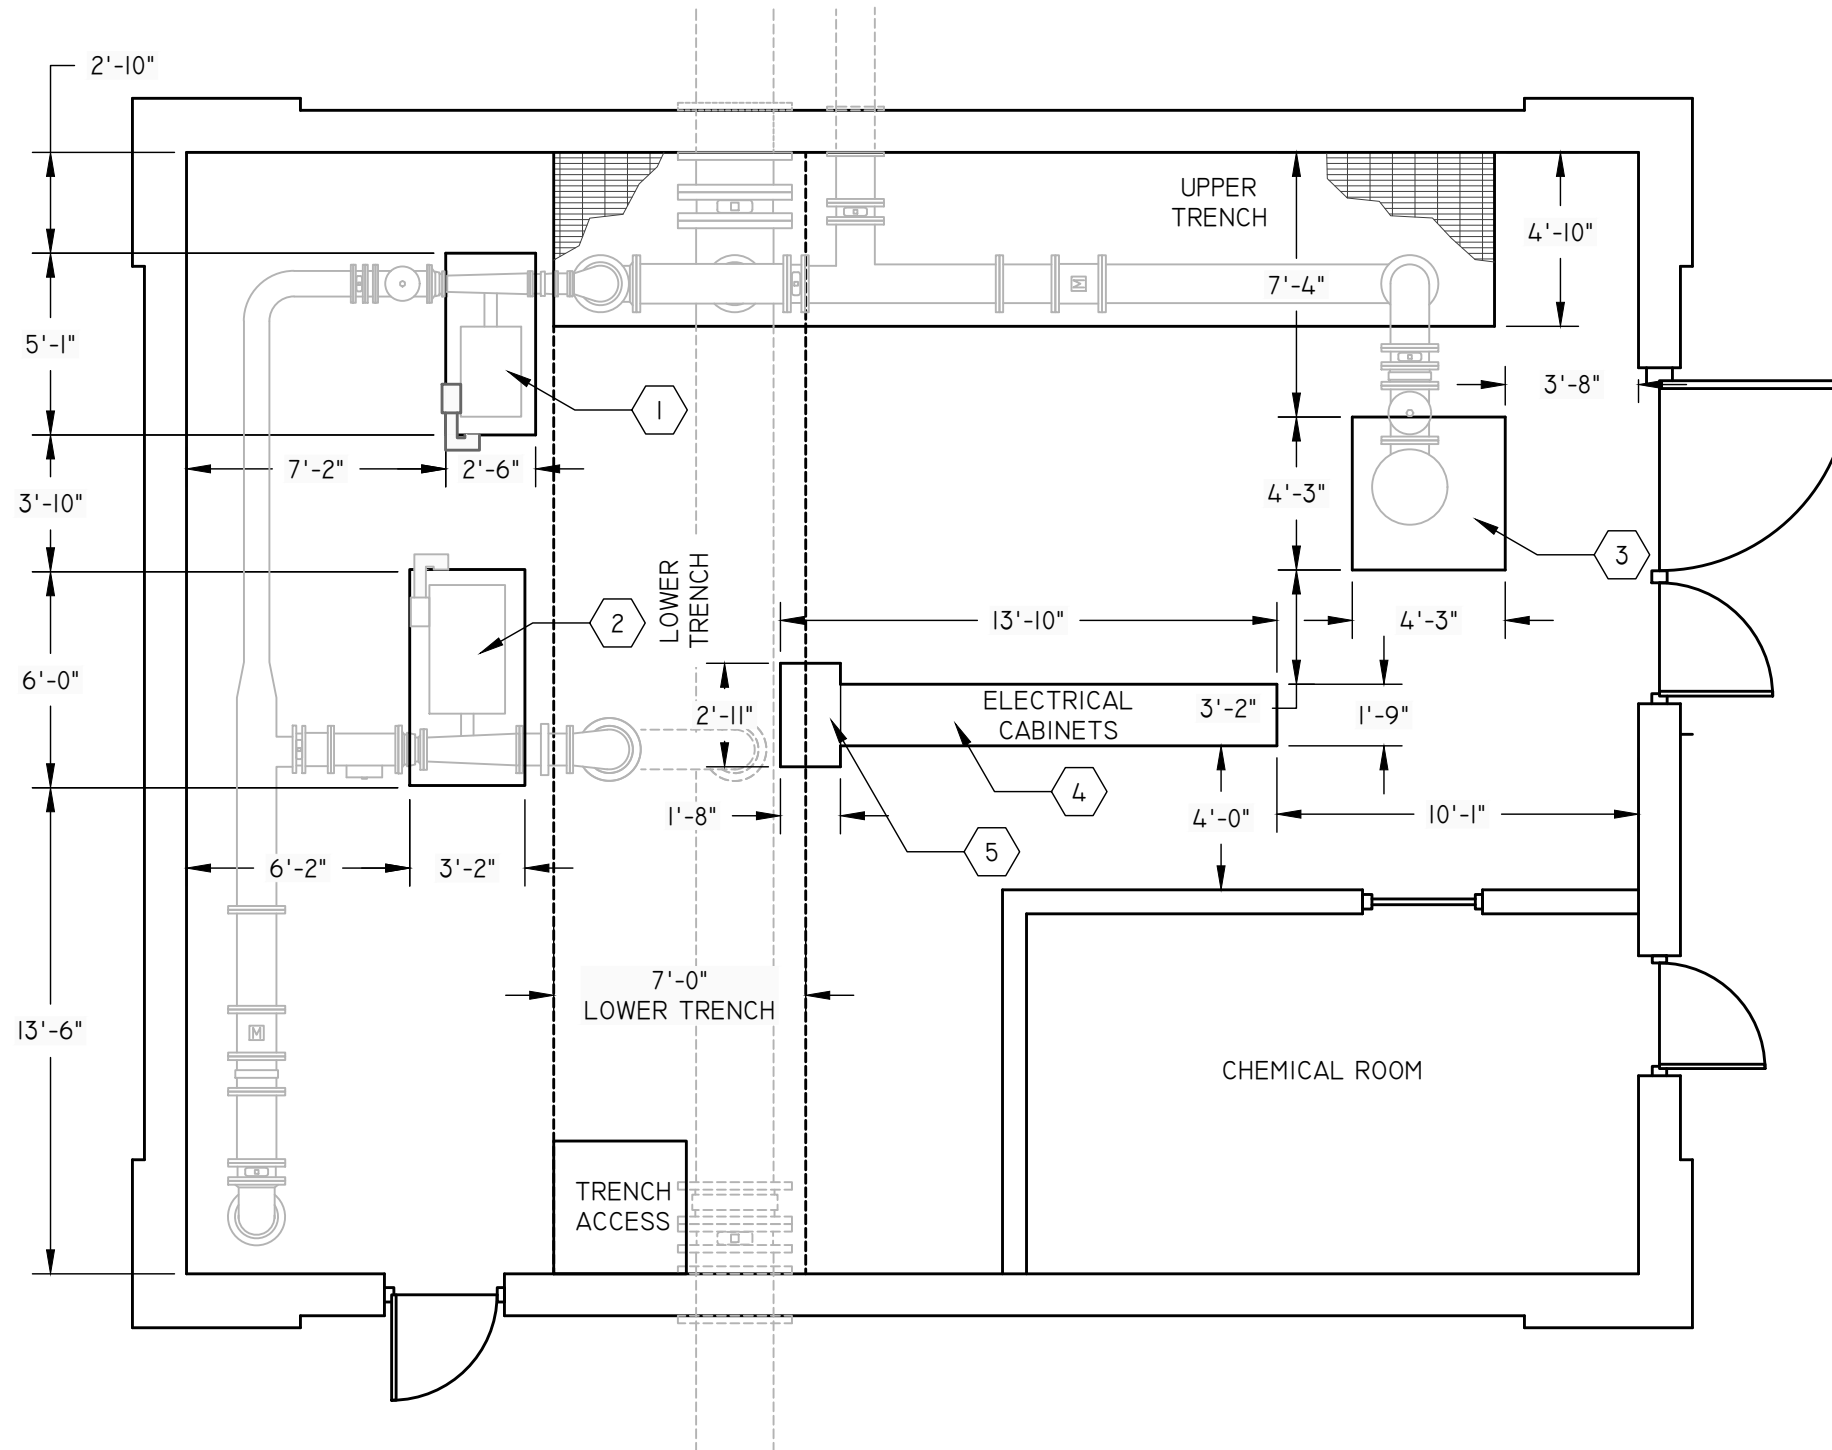 2'-10"
UPPER
TRENCH
4'-10"
7'-4"
5'-1"
3'-8"
1
7'-2"
2'-6"
3'-10"
4'-3"
3
LOWER
TRENCH
2
13'-10"
4'-3"
6'-0"
2'-11"
ELECTRICAL
CABINETS
3'-2"
1'-9"
4
1'-8"
4'-0"
10'-1"
5
6'-2"
3'-2"
7'-0"
LOWER TRENCH
13'-6"
M
M
CHEMICAL ROOM
TRENCH
ACCESS